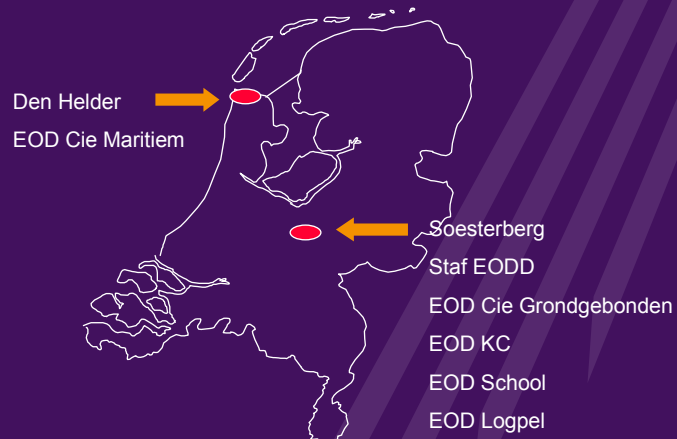 Den Helder
EOD Cie Maritiem
Soesterberg
Staf EODD
EOD Cie Grondgebonden
EOD KC
EOD School
EOD Logpel